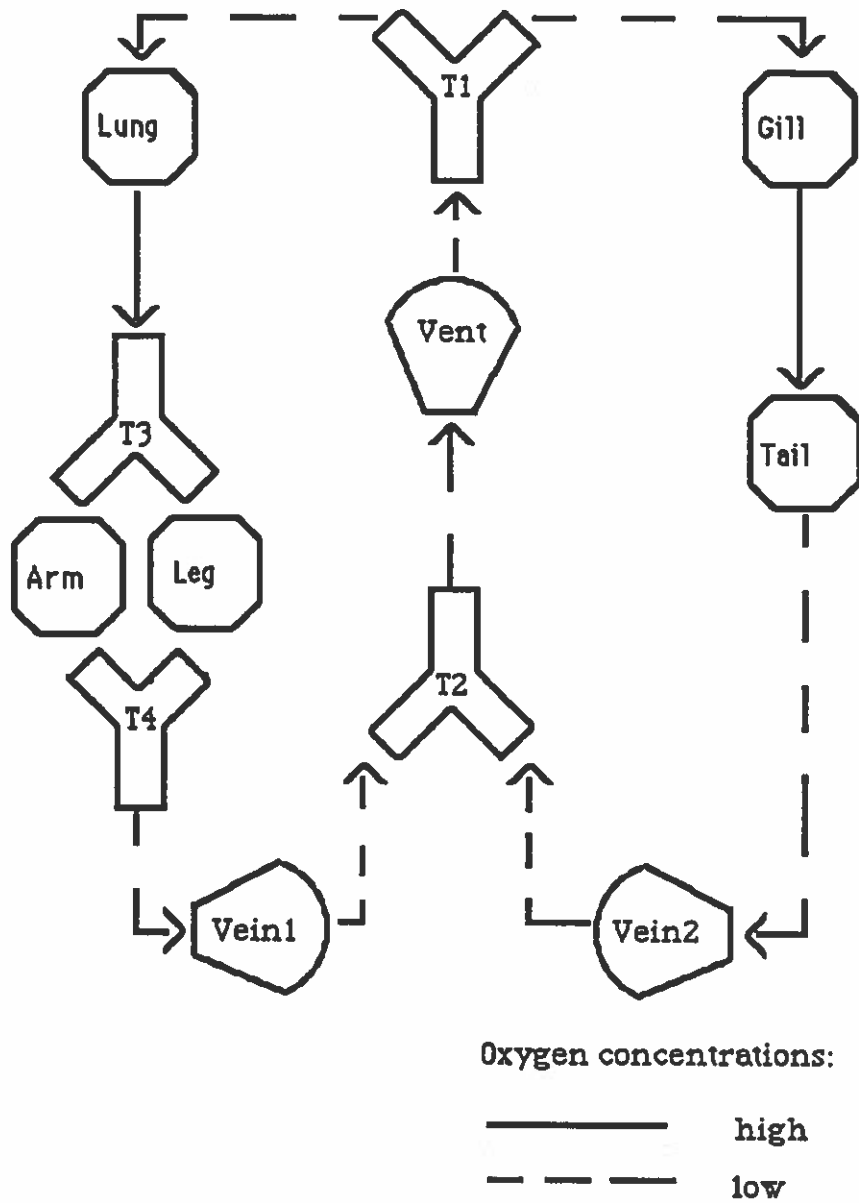 T1
Lung
Gill
Vent
T3
Tail
Arm
Leg
T2
T4
Vein1
Vein2
Oxygen concentrations:
high
low